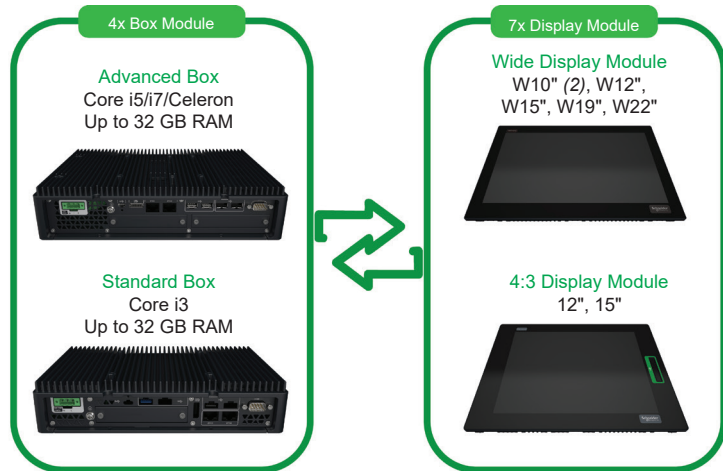 4x Box Module
Advanced Box
Core i5/i7/Celeron
Up to 32 GB RAM
Standard Box
Core i3
Up to 32 GB RAM
7x Display Module
Wide Display Module
W10" (2), W12",
W15", W19", W22"
4:3 Display Module
12", 15"